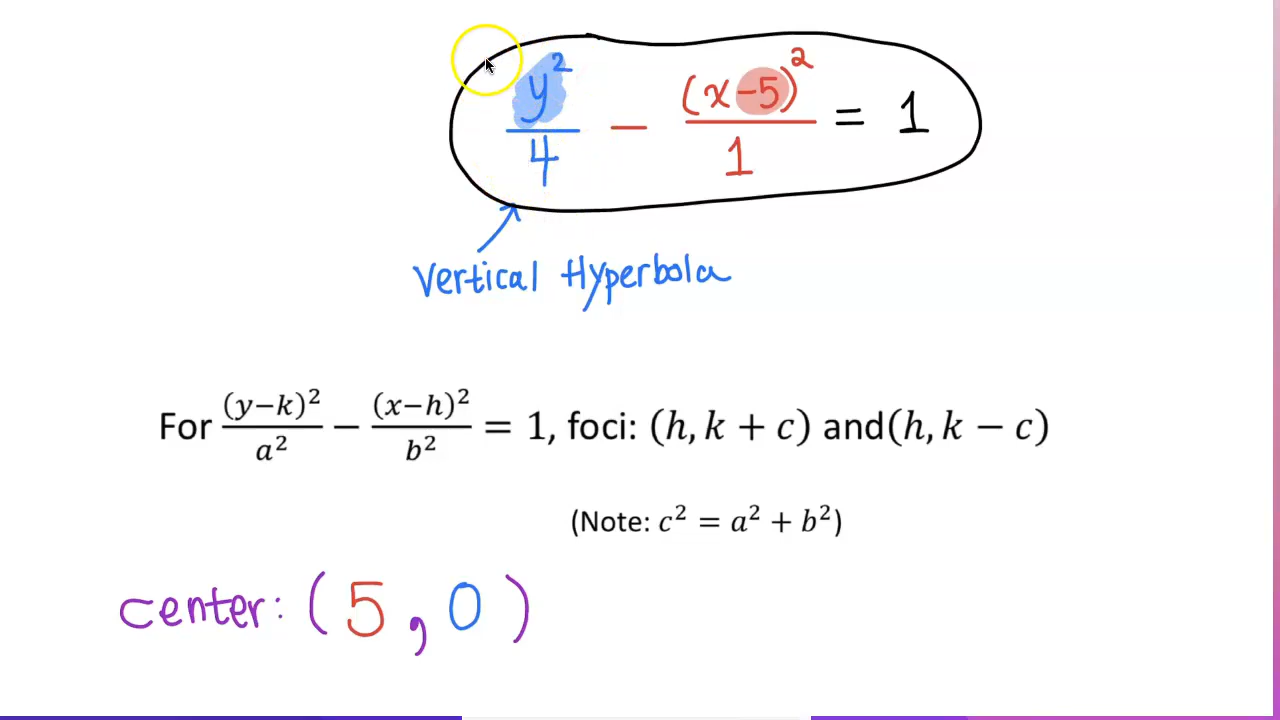 y²/4 - (x-5)²/1 = 1
Vertical Hyperbola
For (y−k)²/a² − (x−h)²/b² = 1, foci: (h, k + c) and(h, k − c)
(Note: c² = a² + b²)
center: (5, 0)